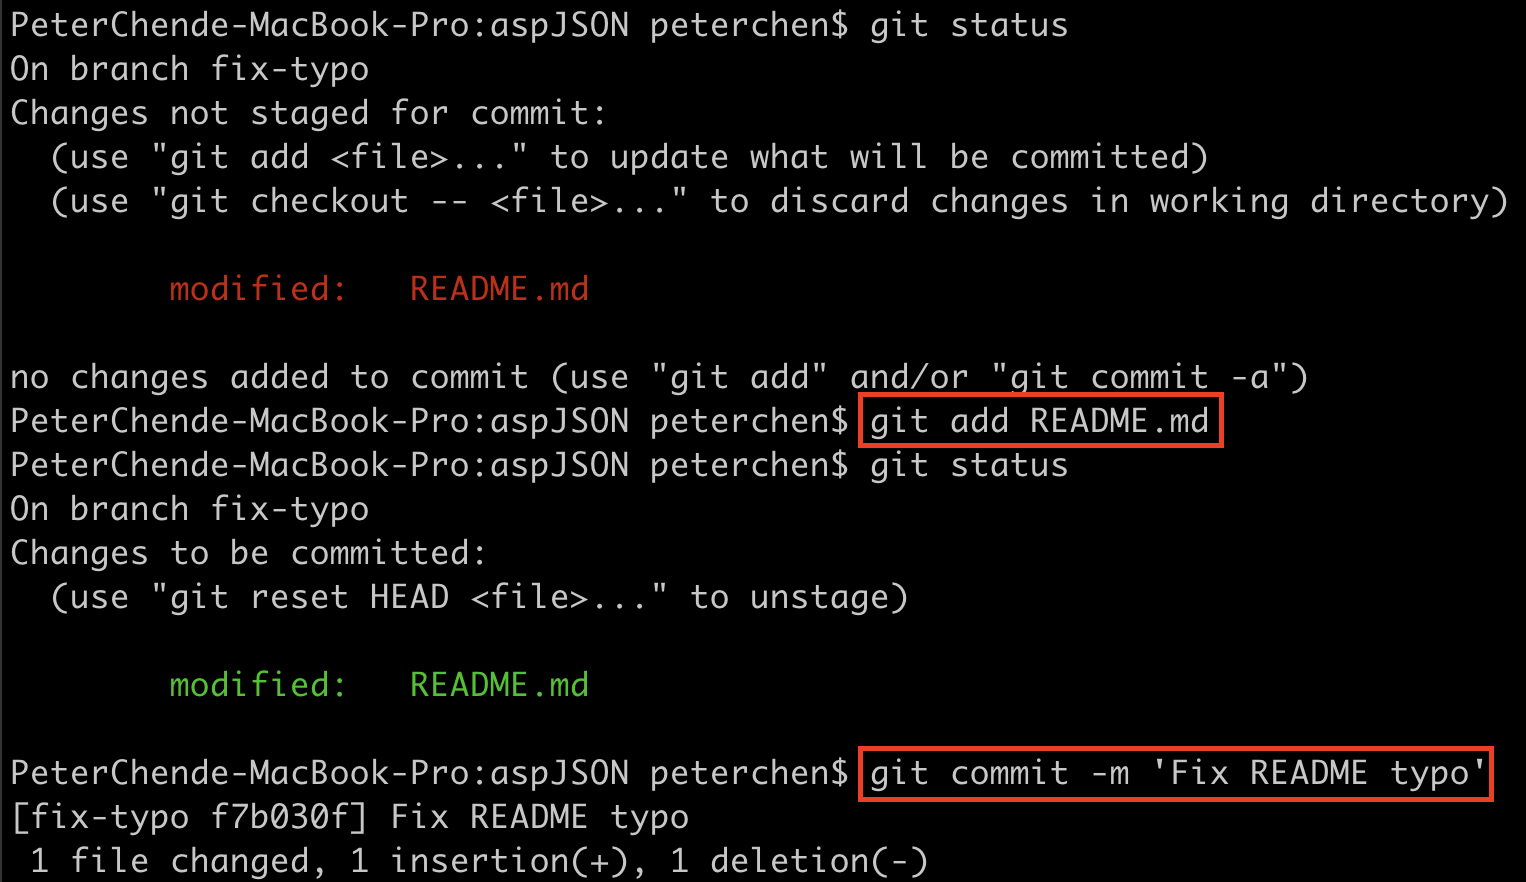 PeterChende-MacBook-Pro:aspJSON peterchen$ git status
On branch fix-typo
Changes not staged for commit:
  (use "git add <file>..." to update what will be committed)
  (use "git checkout -- <file>..." to discard changes in working directory)
        modified:   README.md
no changes added to commit (use "git add" and/or "git commit -a")
PeterChende-MacBook-Pro:aspJSON peterchen$ git add README.md
PeterChende-MacBook-Pro:aspJSON peterchen$ git status
On branch fix-typo
Changes to be committed:
  (use "git reset HEAD <file>..." to unstage)
        modified:   README.md
PeterChende-MacBook-Pro:aspJSON peterchen$ git commit -m 'Fix README typo'
[fix-typo f7b030f] Fix README typo
 1 file changed, 1 insertion(+), 1 deletion(-)